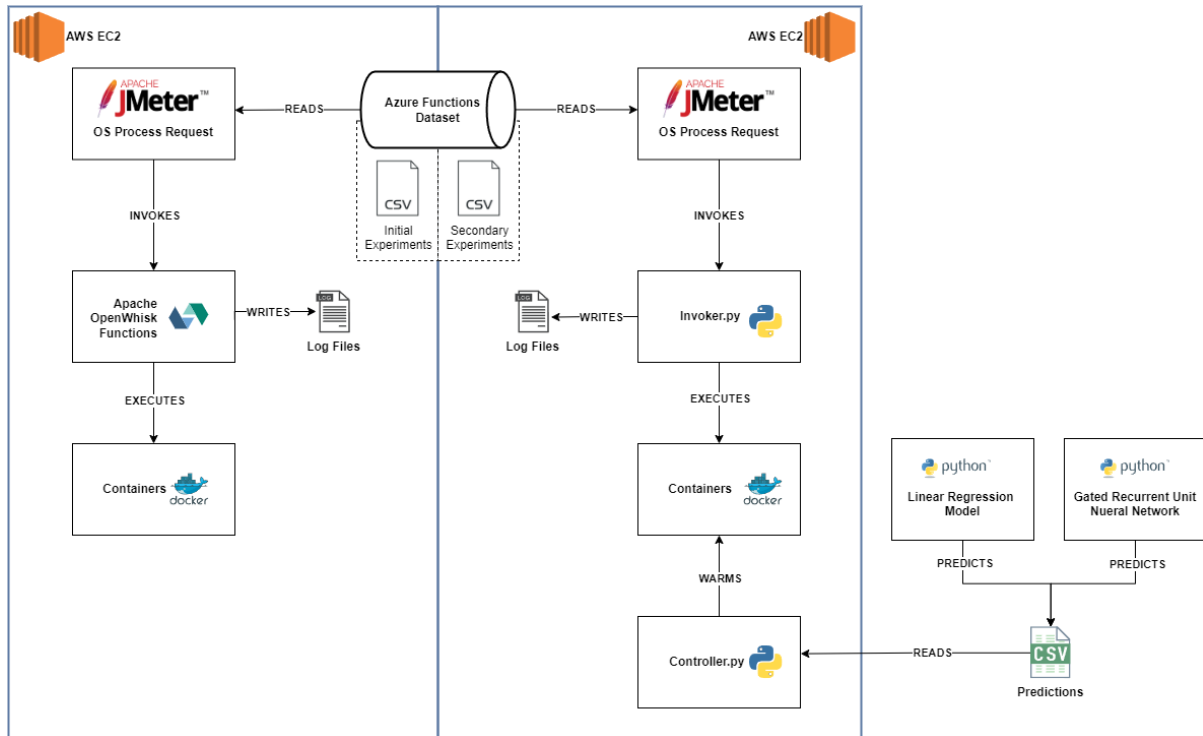 AWS EC2
AWS EC2
APACHE
JMeter™
OS Process Request
READS
Azure Functions
Dataset
READS
APACHE
JMeter™
OS Process Request
CSV
Initial
Experiments
CSV
Secondary
Experiments
INVOKES
INVOKES
Apache
OpenWhisk
Functions
WRITES
LOG
Log Files
LOG
Log Files
WRITES
Invoker.py
EXECUTES
EXECUTES
Containers
docker
Containers
docker
python™
Linear Regression
Model
python™
Gated Recurrent Unit
Nueral Network
PREDICTS
PREDICTS
WARMS
Controller.py
READS
CSV
Predictions